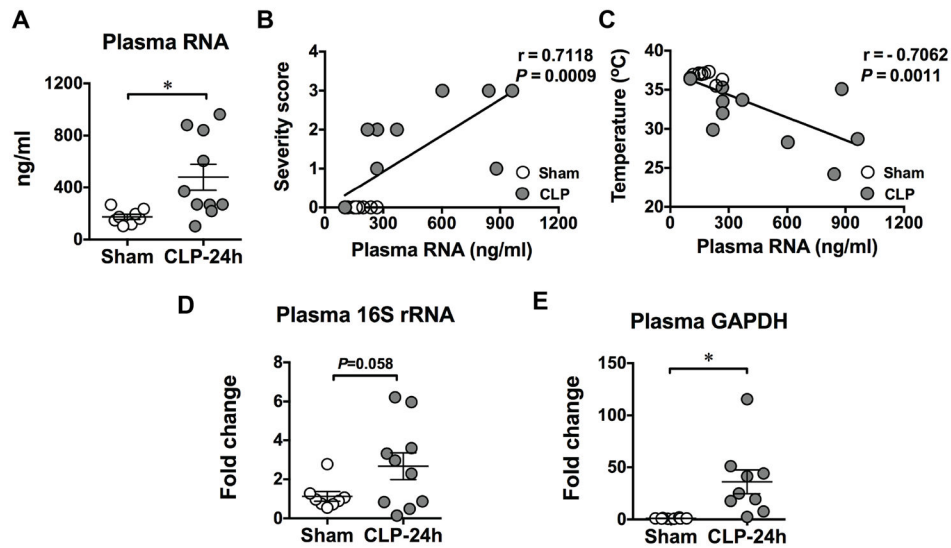 A
Plasma RNA
ng/ml
1200
800
400
0
*
Sham CLP-24h
B
Severity score
4
3
2
1
0
r = 0.7118
P = 0.0009
Sham
CLP
0 300 600 900 1200
Plasma RNA (ng/ml)
C
Temperature (ºC)
40
35
30
25
20
r = - 0.7062
P = 0.0011
Sham
CLP
0 300 600 900 1200
Plasma RNA (ng/ml)
D
Plasma 16S rRNA
Fold change
8
6
4
2
0
P=0.058
Sham CLP-24h
E
Plasma GAPDH
Fold change
150
100
50
0
*
Sham CLP-24h